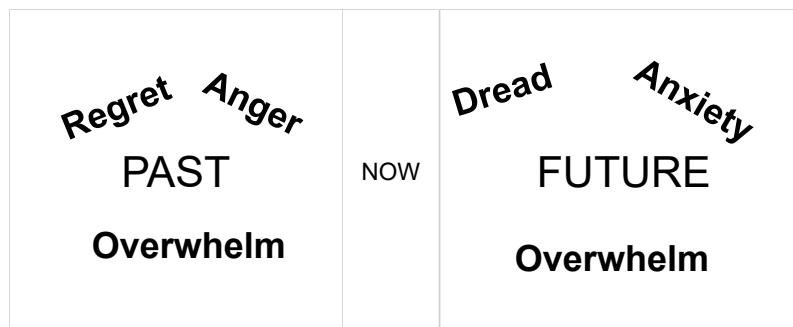 Regret
Anger
PAST
Overwhelm
NOW
Dread
Anxiety
FUTURE
Overwhelm